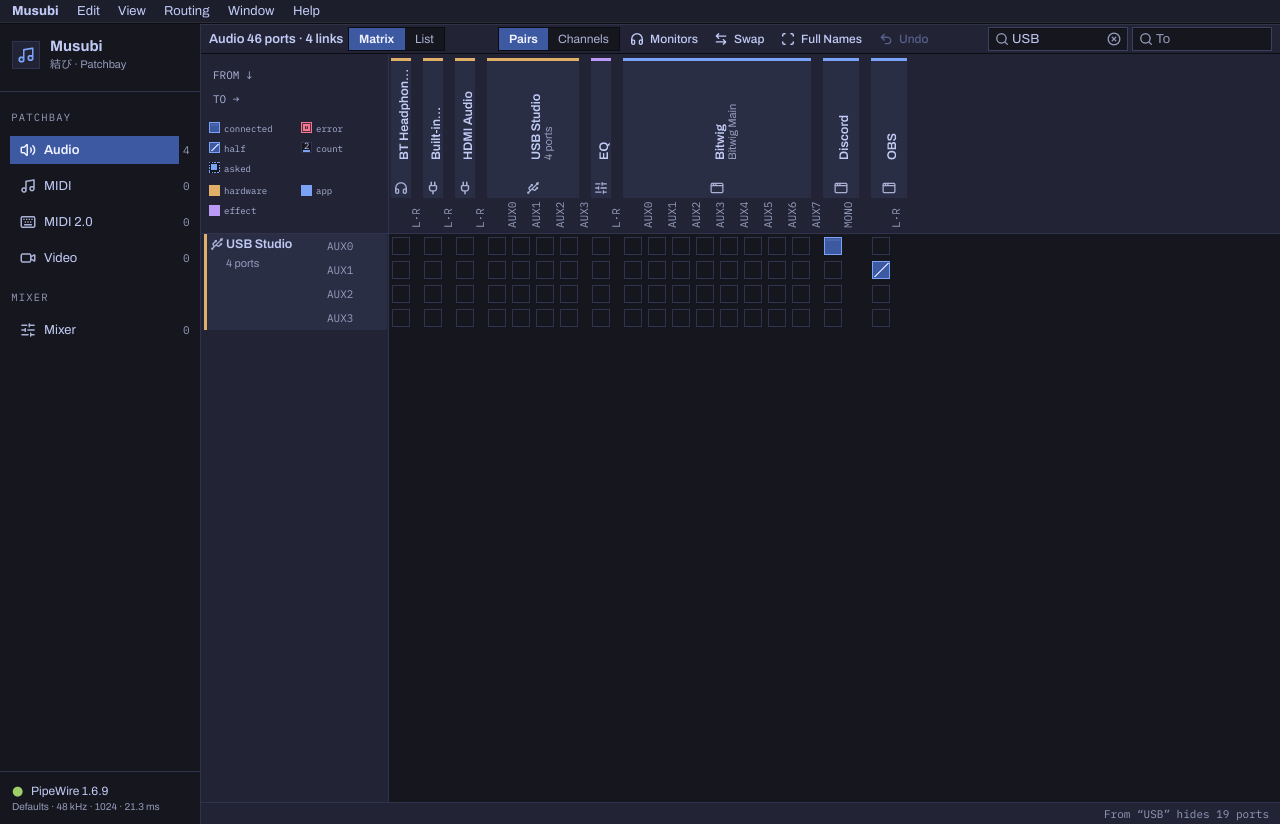 Musubi Edit View Routing Window Help
Musubi
結び · Patchbay
PATCHBAY
Audio 4
MIDI 0
MIDI 2.0 0
Video 0
MIXER
Mixer 0
PipeWire 1.6.9
Defaults · 48 kHz · 1024 · 21.3 ms
Audio 46 ports · 4 links Matrix List Pairs Channels Monitors Swap Full Names Undo USB To
FROM ↓
TO →
connected error
half 2 count
asked
hardware app
effect
BT Headphon…
Built-in…
HDMI Audio
USB Studio
4 ports
EQ
Bitwig
Bitwig Main
Discord
OBS
L·R L·R L·R AUX0 AUX1 AUX2 AUX3 L·R AUX0 AUX1 AUX2 AUX3 AUX4 AUX5 AUX6 AUX7 MONO L·R
USB Studio AUX0
4 ports AUX1
AUX2
AUX3
From “USB” hides 19 ports